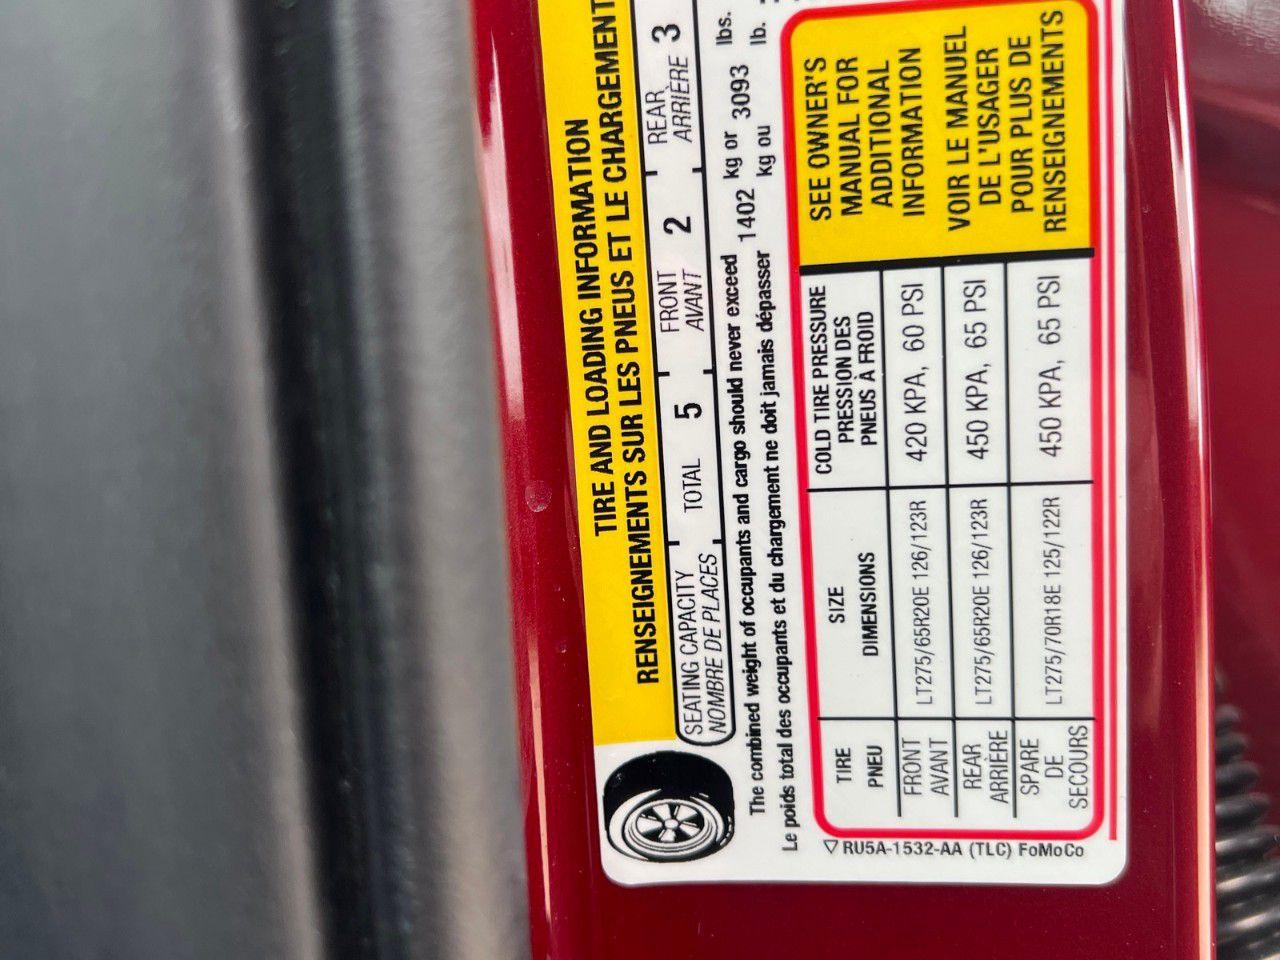 TIRE AND LOADING INFORMATION
RENSEIGNEMENTS SUR LES PNEUS ET LE CHARGEMENT
SEATING CAPACITY TOTAL 5 FRONT 2 REAR 3
NOMBRE DE PLACES AVANT ARRIÈRE
The combined weight of occupants and cargo should never exceed 1402 kg or 3093 lbs.
Le poids total des occupants et du chargement ne doit jamais dépasser kg ou lb.
TIRE SIZE COLD TIRE PRESSURE
PNEU DIMENSIONS PRESSION DES
PNEUS À FROID
FRONT LT275/65R20E 126/123R 420 KPA, 60 PSI
AVANT
REAR LT275/65R20E 126/123R 450 KPA, 65 PSI
ARRIÈRE
SPARE LT275/70R18E 125/122R 450 KPA, 65 PSI
DE
SECOURS
SEE OWNER'S
MANUAL FOR
ADDITIONAL
INFORMATION
VOIR LE MANUEL
DE L'USAGER
POUR PLUS DE
RENSEIGNEMENTS
RU5A-1532-AA (TLC) FoMoCo